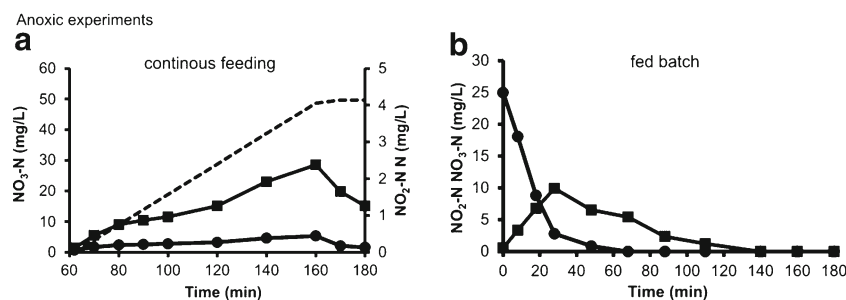 Anoxic experiments
a
continous feeding
NO3-N (mg/L)
60
50
40
30
20
10
0
5
4
3
2
1
0
NO2-N N (mg/L)
60 80 100 120 140 160 180
Time (min)
b
fed batch
NO2-N NO3-N (mg/L)
30
25
20
15
10
5
0
0 20 40 60 80 100 120 140 160 180
Time (min)